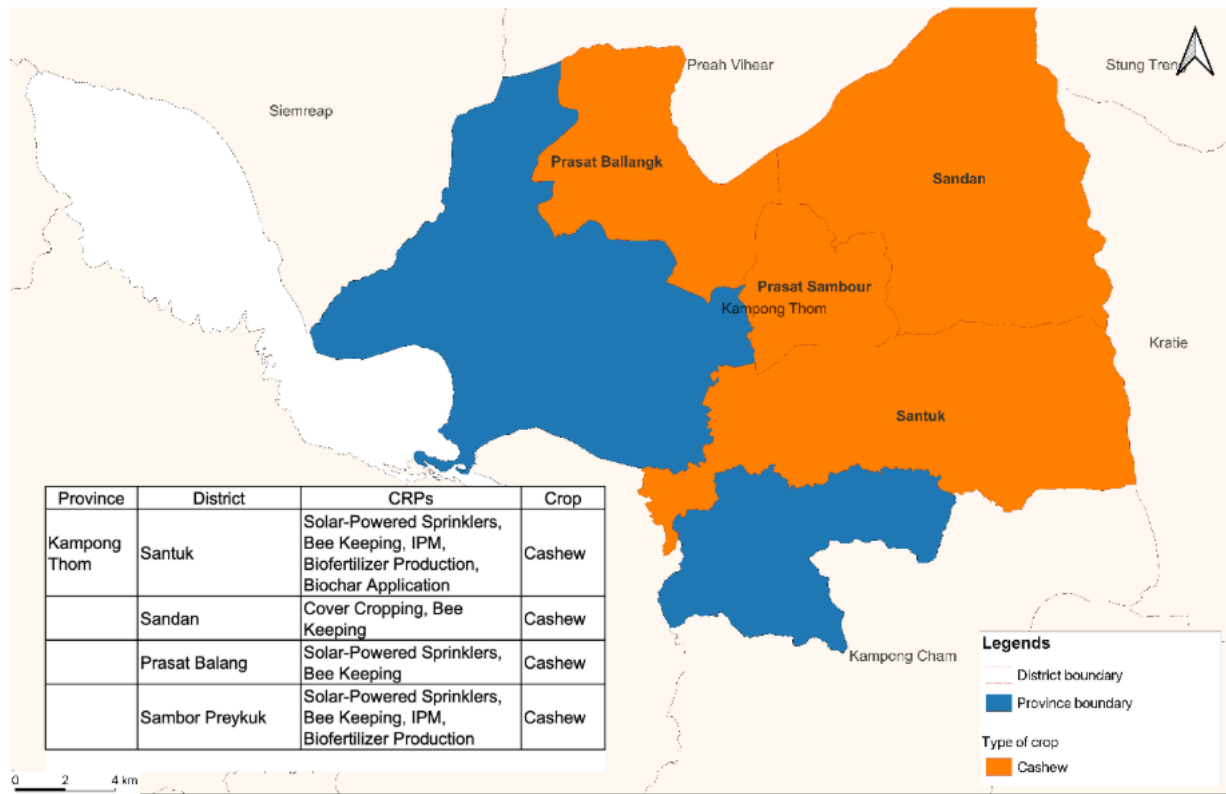 Preah Vihear
Stung Treng
Siemreap
Prasat Ballangk
Sandan
Prasat Sambour
Kampong Thom
Kratie
Santuk
Kampong Cham
Province District CRPs Crop
Kampong Thom Santuk Solar-Powered Sprinklers, Bee Keeping, IPM, Biofertilizer Production, Biochar Application Cashew
Sandan Cover Cropping, Bee Keeping Cashew
Prasat Balang Solar-Powered Sprinklers, Bee Keeping Cashew
Sambor Preykuk Solar-Powered Sprinklers, Bee Keeping, IPM, Biofertilizer Production Cashew
Legends
District boundary
Province boundary
Type of crop
Cashew
0 2 4 km